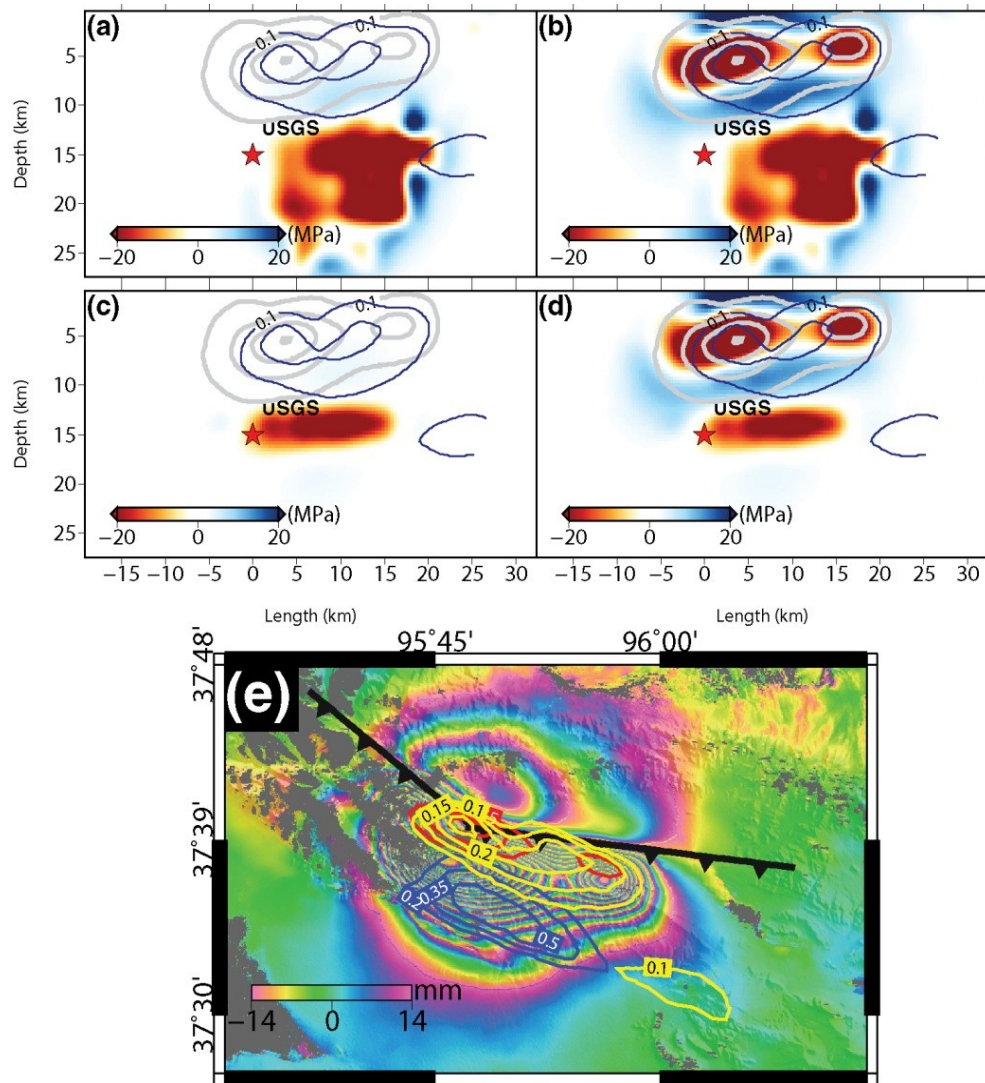 (a)
0.1
0.1
5
10
15
20
25
Depth (km)
USGS
(MPa)
−20 0 20
(b)
0.1
0.1
USGS
(MPa)
−20 0 20
(c)
0.1
0.1
5
10
15
20
25
Depth (km)
USGS
(MPa)
−20 0 20
(d)
0.1
0.1
USGS
(MPa)
−20 0 20
−15 −10 −5 0 5 10 15 20 25 30
−15 −10 −5 0 5 10 15 20 25 30
Length (km)
Length (km)
95°45' 96°00'
37°48'
37°39'
37°30'
(e)
0.15
0.1
0.2
0.35
0.5
0.1
mm
−14 0 14